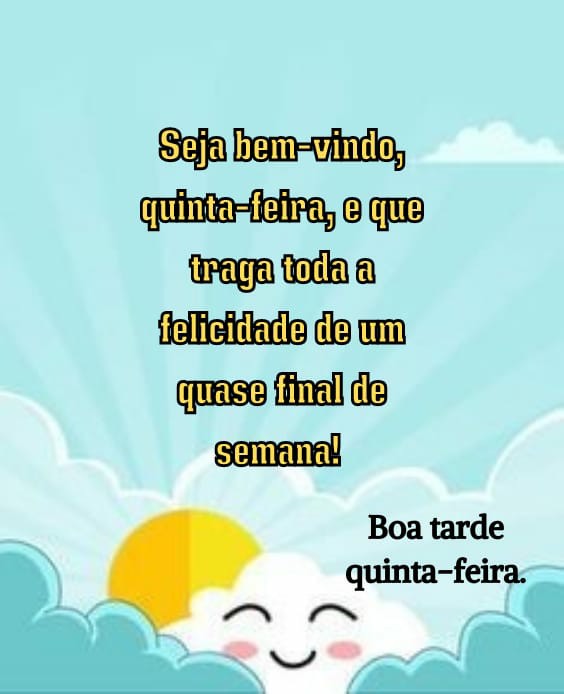 Seja bem-vindo,
quinta-feira, e que
traga toda a
felicidade de um
quase final de
semana!
Boa tarde
quinta-feira.